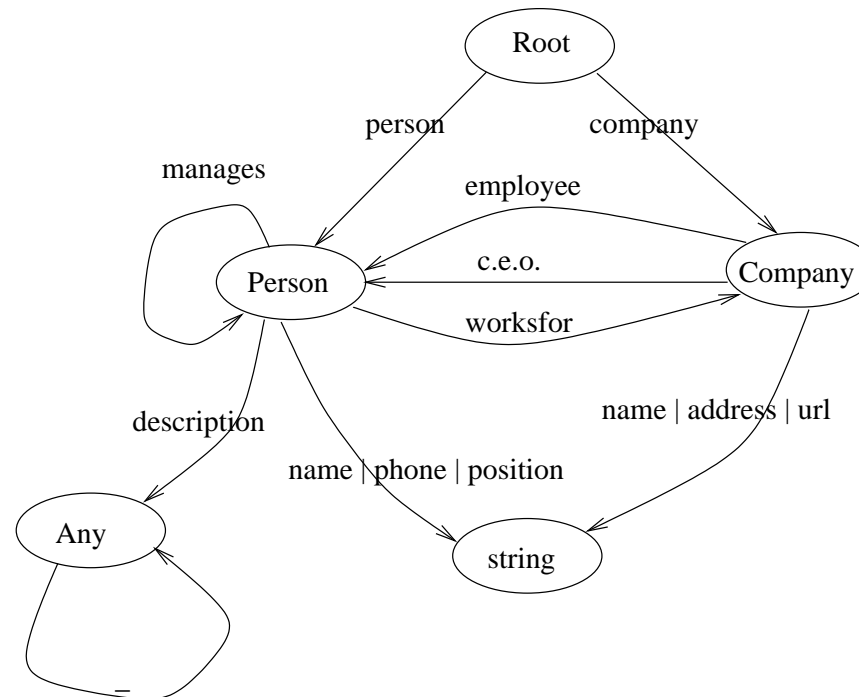 Root
person
company
manages
employee
c.e.o.
Person
Company
worksfor
name | address | url
description
name | phone | position
Any
string
_